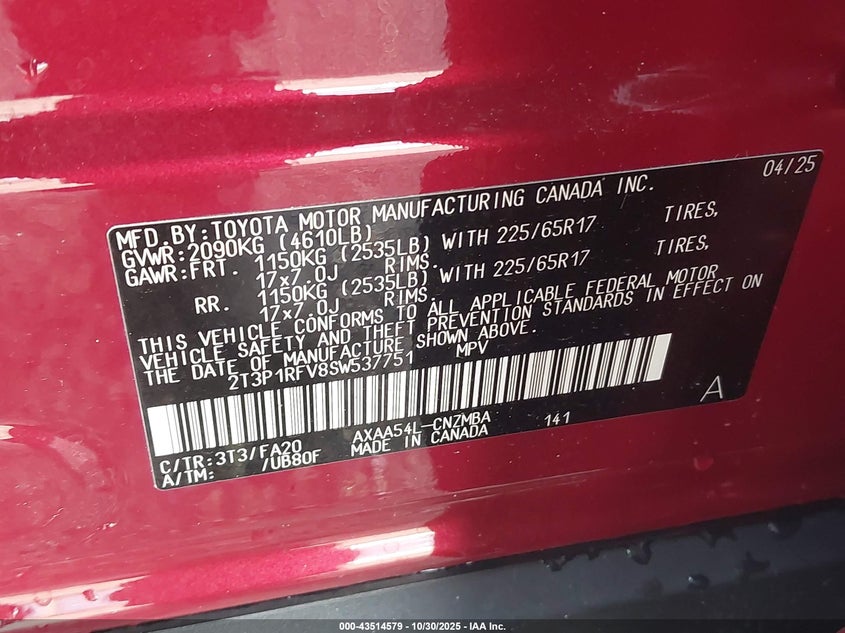 04/25
MFD.BY:TOYOTA MOTOR MANUFACTURING CANADA INC.
GVWR:2090KG (4610LB)
GAWR:FRT. 1150KG (2535LB) WITH 225/65R17 TIRES,
17x7.0J RIMS.
RR. 1150KG (2535LB) WITH 225/65R17 TIRES,
17x7.0J RIMS.
THIS VEHICLE CONFORMS TO ALL APPLICABLE FEDERAL MOTOR
VEHICLE SAFETY AND THEFT PREVENTION STANDARDS IN EFFECT ON
THE DATE OF MANUFACTURE SHOWN ABOVE.
2T3P1RFV8SW537751 MPV
A
C/TR:3T3/FA20 AXAA54L-CNZMBA 141
A/TM: /UB80F MADE IN CANADA
000-43514579 - 10/30/2025 - IAA Inc.